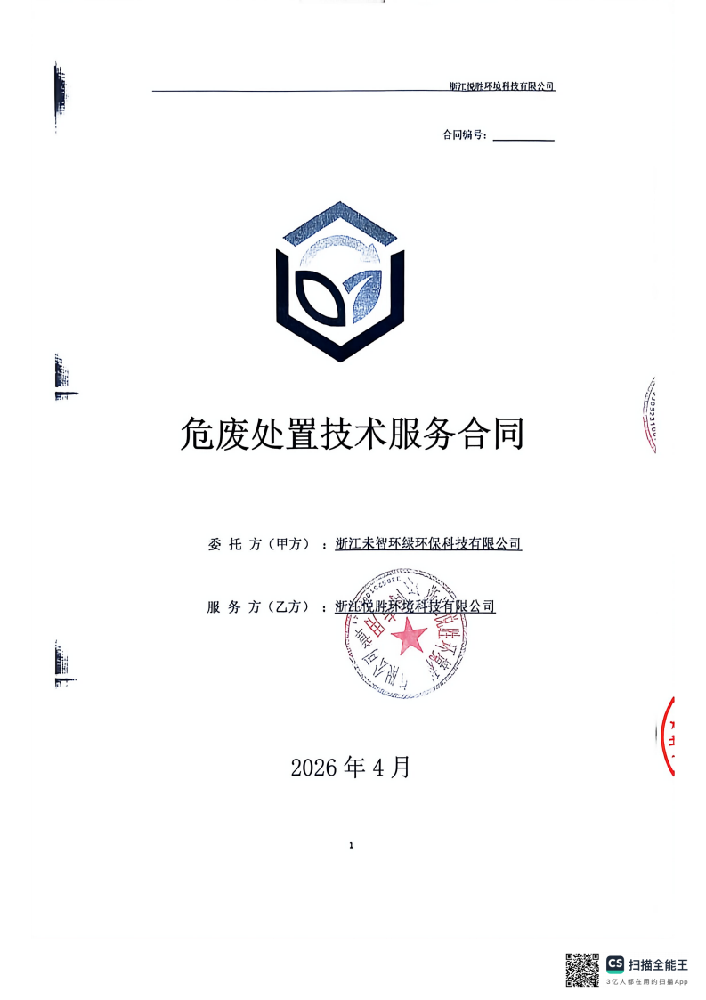 浙江悦胜环境科技有限公司
合同编号：
危废处置技术服务合同
委 托 方（甲方）：浙江未智环绿环保科技有限公司
服 务 方（乙方）：浙江悦胜环境科技有限公司
2026 年 4 月
1
CS 扫描全能王
3亿人都在用的扫描App